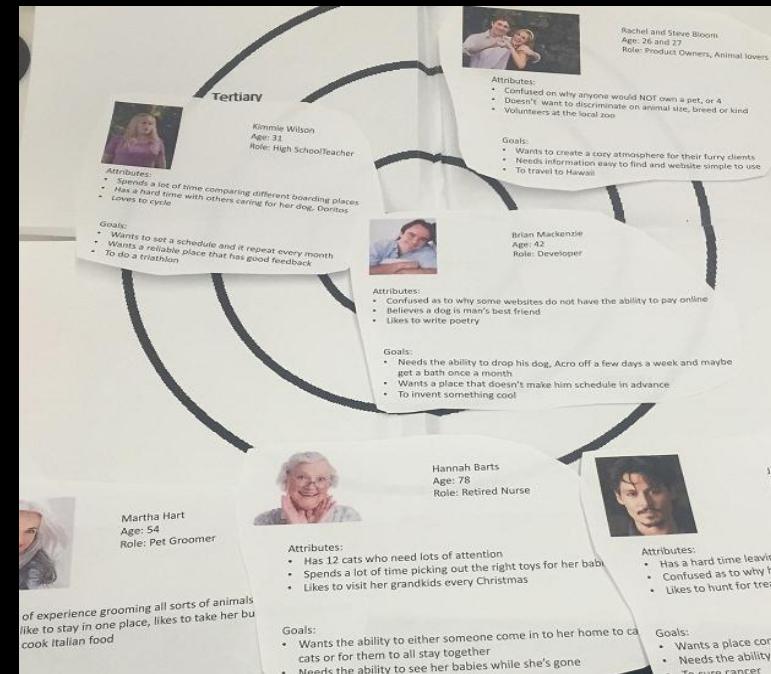 Rachel and Steve Bloom
Age: 26 and 27
Role: Product Owners, Animal lovers
Attributes:
• Confused on why anyone would NOT own a pet, or 4
• Doesn't want to discriminate on animal size, breed or kind
• Volunteers at the local zoo
Goals:
• Wants to create a cozy atmosphere for their furry clients
• Needs information easy to find and website simple to use
• To travel to Hawaii
Tertiary
Kimmie Wilson
Age: 31
Role: High SchoolTeacher
Attributes:
• Spends a lot of time comparing different boarding places
• Has a hard time with others caring for her dog, Doritos
• Loves to cycle
Goals:
• Wants to set a schedule and it repeat every month
• Wants a reliable place that has good feedback
• To do a triathlon
Brian Mackenzie
Age: 42
Role: Developer
Attributes:
• Confused as to why some websites do not have the ability to pay online
• Believes a dog is man's best friend
• Likes to write poetry
Goals:
• Needs the ability to drop his dog, Acro off a few days a week and maybe
get a bath once a month
• Wants a place that doesn't make him schedule in advance
• To invent something cool
Martha Hart
Age: 54
Role: Pet Groomer
of experience grooming all sorts of animals
like to stay in one place, likes to take her bu
cook Italian food
Hannah Barts
Age: 78
Role: Retired Nurse
Attributes:
• Has 12 cats who need lots of attention
• Spends a lot of time picking out the right toys for her babi
• Likes to visit her grandkids every Christmas
Goals:
• Wants the ability to either someone come in to her home to ca
cats or for them to all stay together
• Needs the ability to see her babies while she's gone
Attributes:
• Has a hard time leavin
• Confused as to why h
• Likes to hunt for trea
Goals:
• Wants a place con
• Needs the ability
• To cure cancer